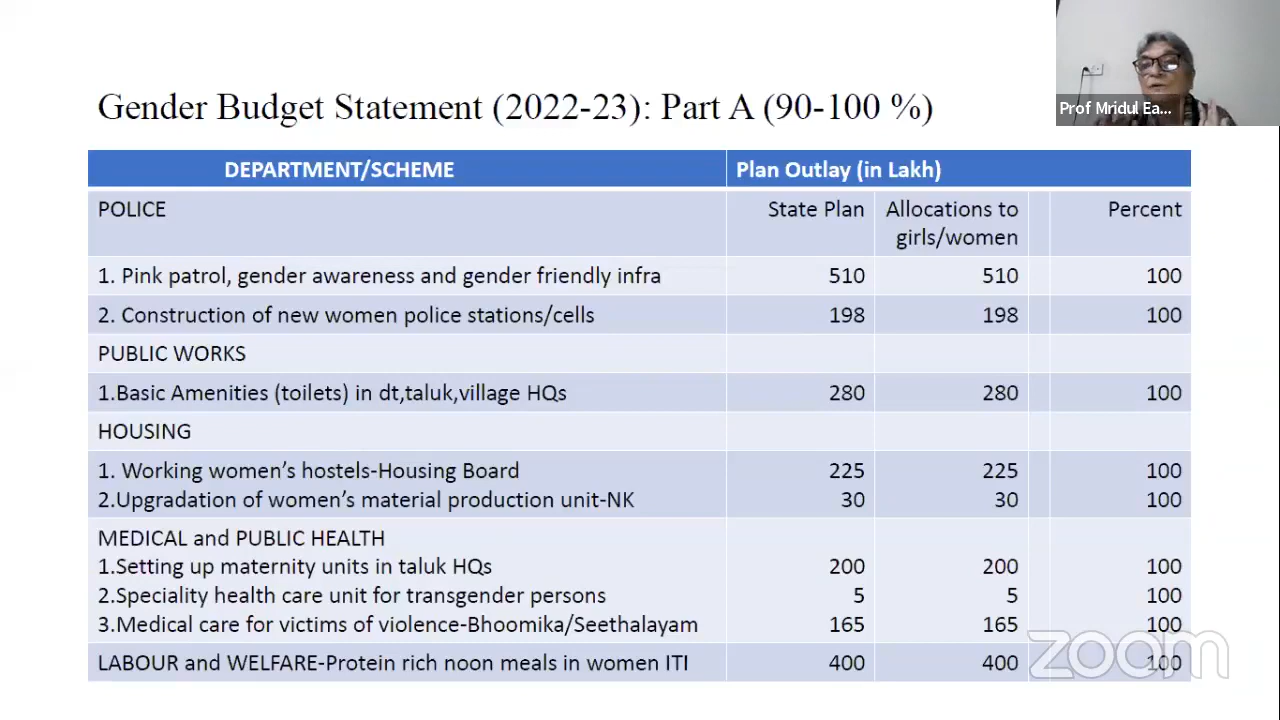 Prof Mridul Ea...
Gender Budget Statement (2022-23): Part A (90-100 %)
DEPARTMENT/SCHEME Plan Outlay (in Lakh)
POLICE State Plan Allocations to girls/women Percent
1. Pink patrol, gender awareness and gender friendly infra 510 510 100
2. Construction of new women police stations/cells 198 198 100
PUBLIC WORKS
1.Basic Amenities (toilets) in dt,taluk,village HQs 280 280 100
HOUSING
1. Working women’s hostels-Housing Board 225 225 100
2.Upgradation of women’s material production unit-NK 30 30 100
MEDICAL and PUBLIC HEALTH
1.Setting up maternity units in taluk HQs 200 200 100
2.Speciality health care unit for transgender persons 5 5 100
3.Medical care for victims of violence-Bhoomika/Seethalayam 165 165 100
LABOUR and WELFARE-Protein rich noon meals in women ITI 400 400 100
zoom